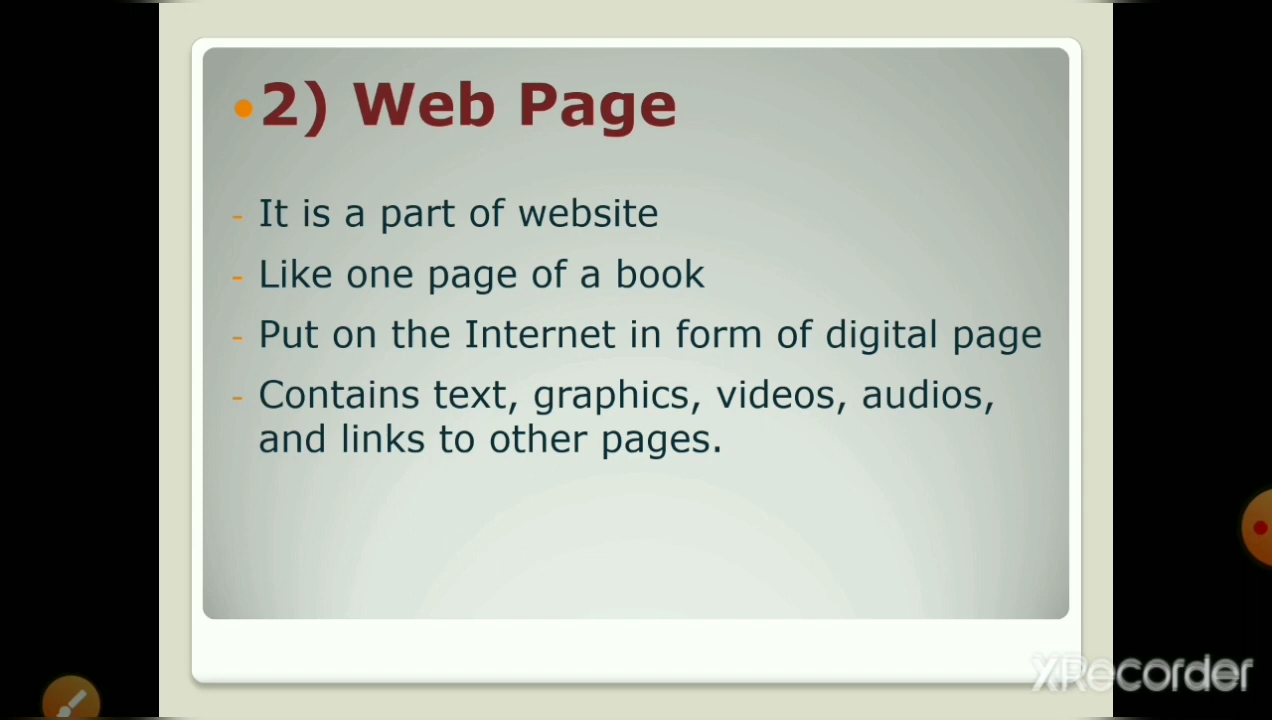 •2) Web Page
- It is a part of website
- Like one page of a book
- Put on the Internet in form of digital page
- Contains text, graphics, videos, audios,
and links to other pages.
XRecorder